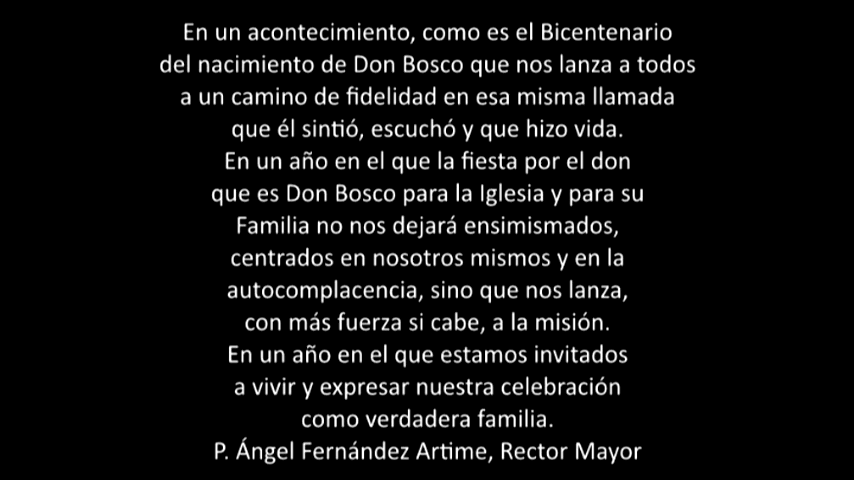 En un acontecimiento, como es el Bicentenario
del nacimiento de Don Bosco que nos lanza a todos
a un camino de fidelidad en esa misma llamada
que él sintió, escuchó y que hizo vida.
En un año en el que la fiesta por el don
que es Don Bosco para la Iglesia y para su
Familia no nos dejará ensimismados,
centrados en nosotros mismos y en la
autocomplacencia, sino que nos lanza,
con más fuerza si cabe, a la misión.
En un año en el que estamos invitados
a vivir y expresar nuestra celebración
como verdadera familia.
P. Ángel Fernández Artime, Rector Mayor